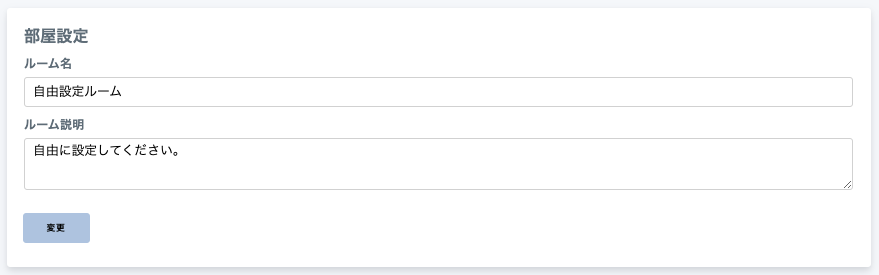 部屋設定
ルーム名
自由設定ルーム
ルーム説明
自由に設定してください。
変更